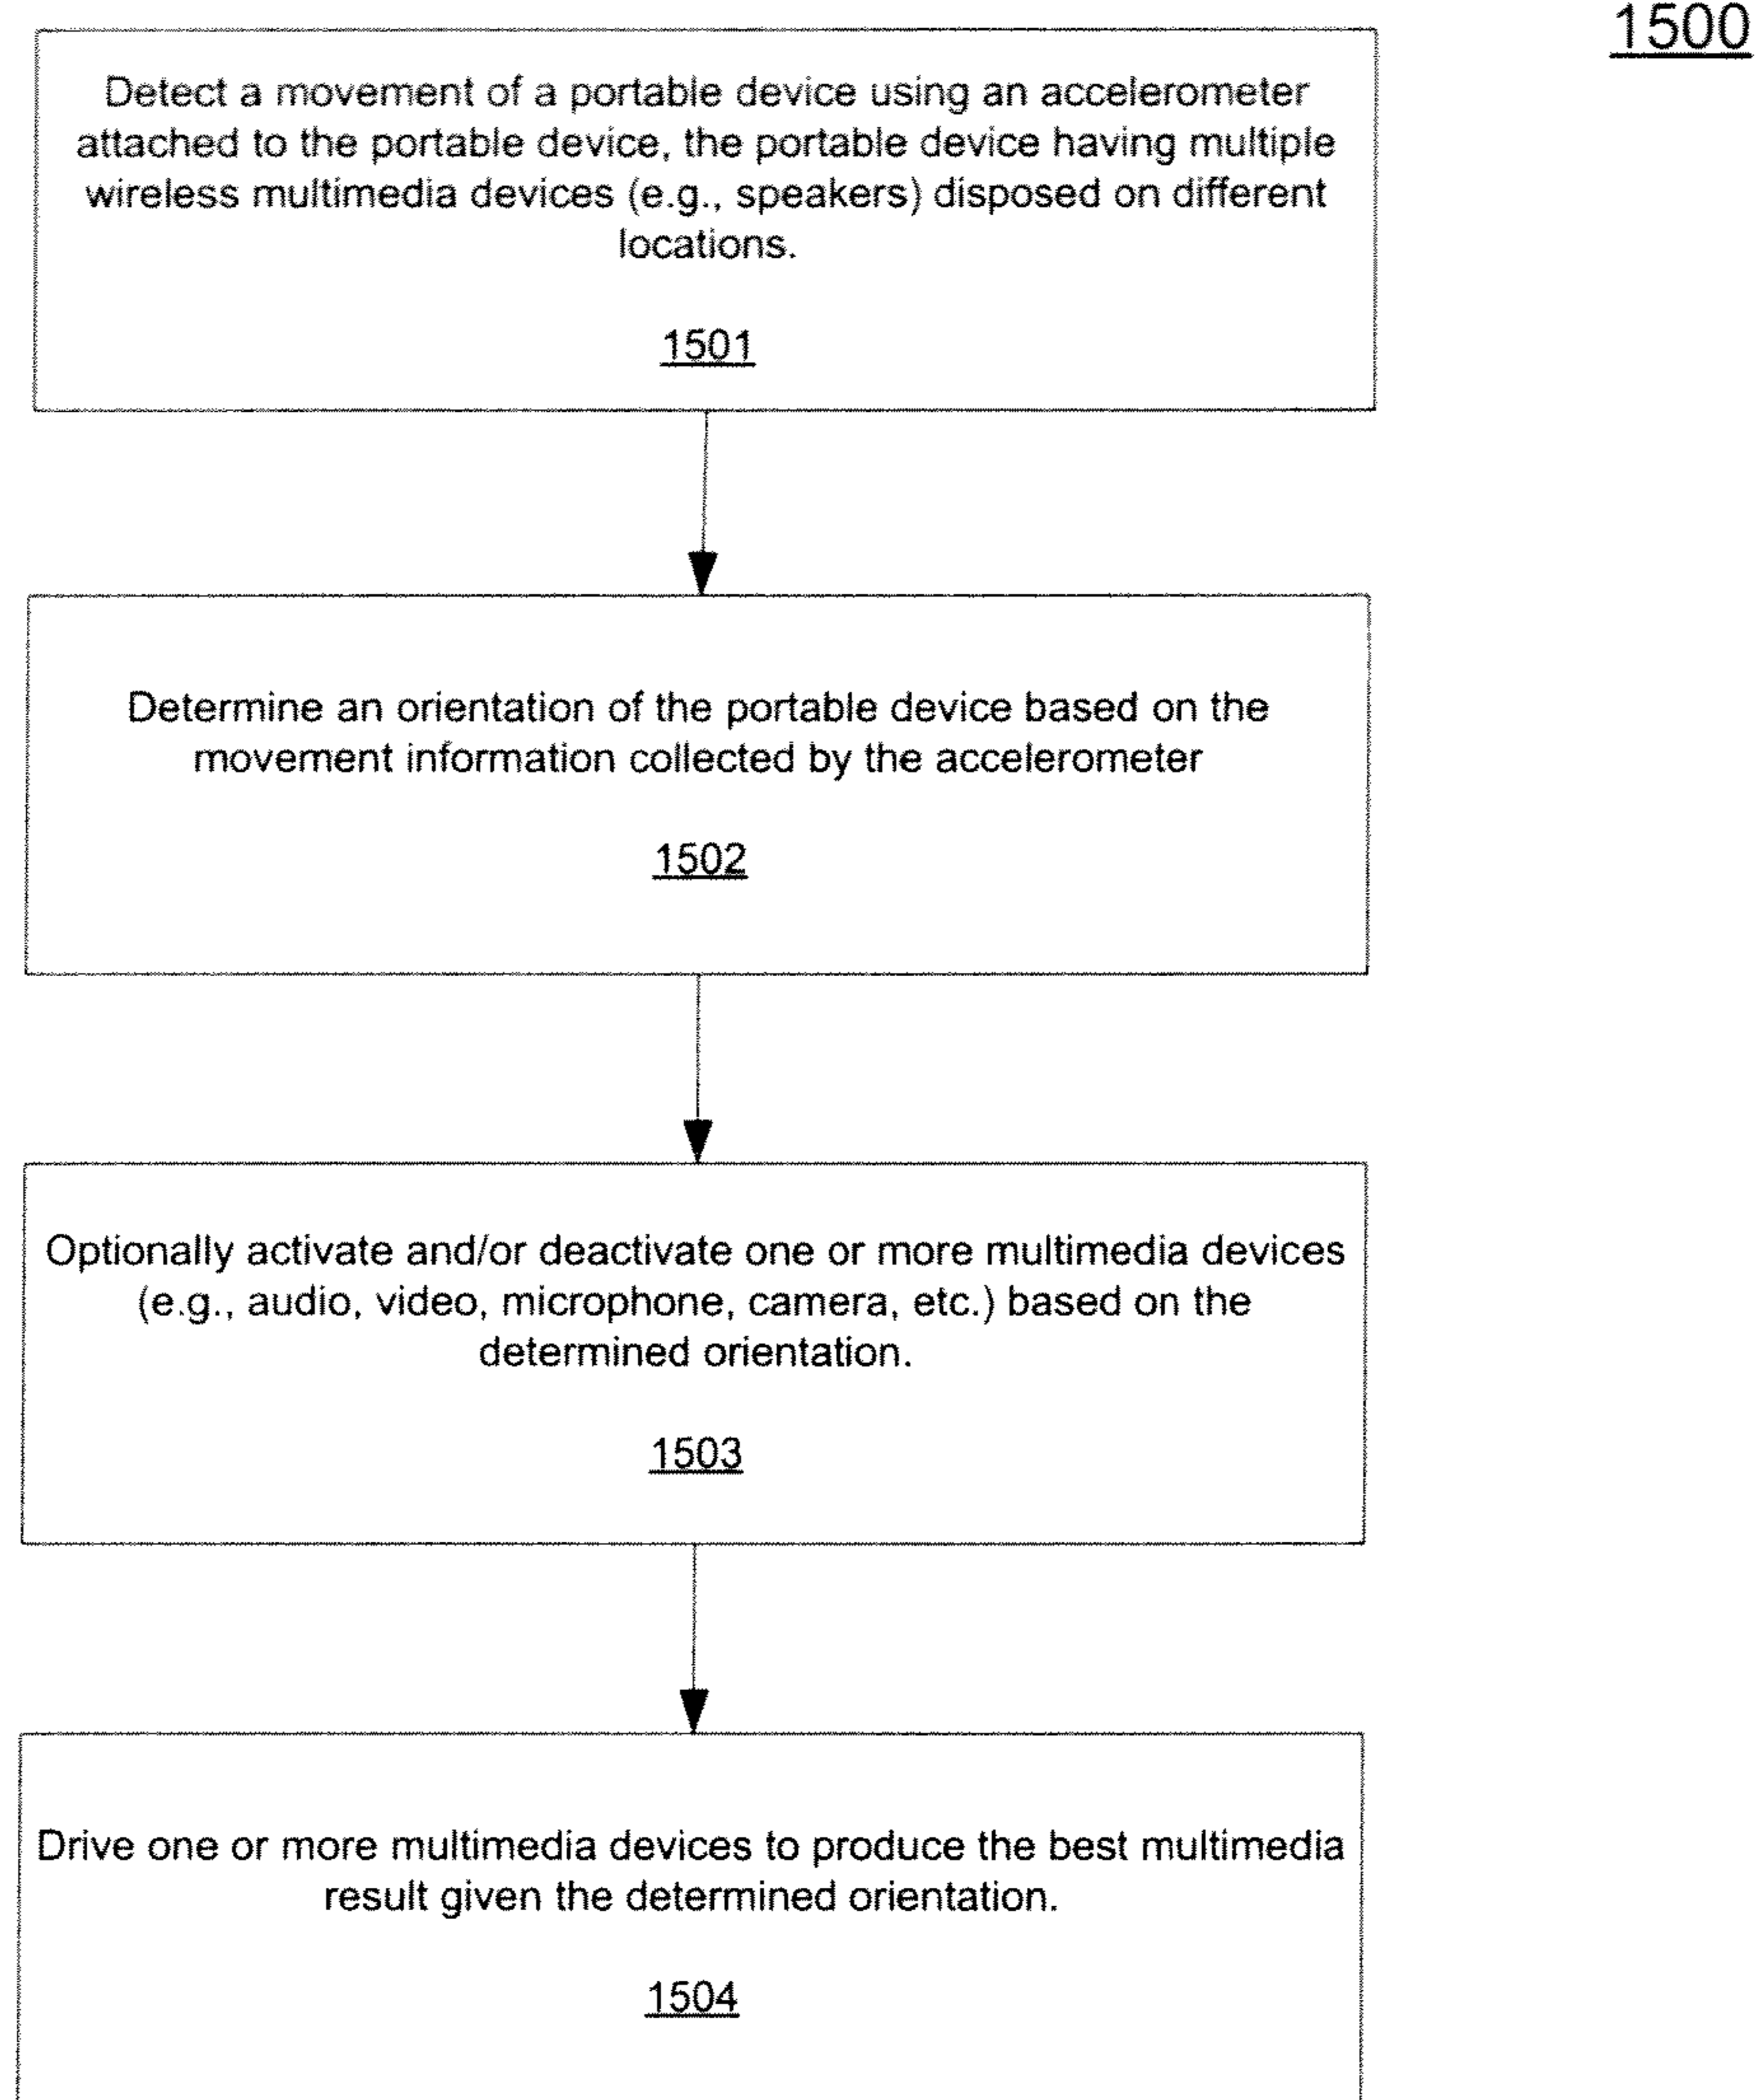 1500
Detect a movement of a portable device using an accelerometer
attached to the portable device, the portable device having multiple
wireless multimedia devices (e.g., speakers) disposed on different
locations.
1501
Determine an orientation of the portable device based on the
movement information collected by the accelerometer
1502
Optionally activate and/or deactivate one or more multimedia devices
(e.g., audio, video, microphone, camera, etc.) based on the
determined orientation.
1503
Drive one or more multimedia devices to produce the best multimedia
result given the determined orientation.
1504